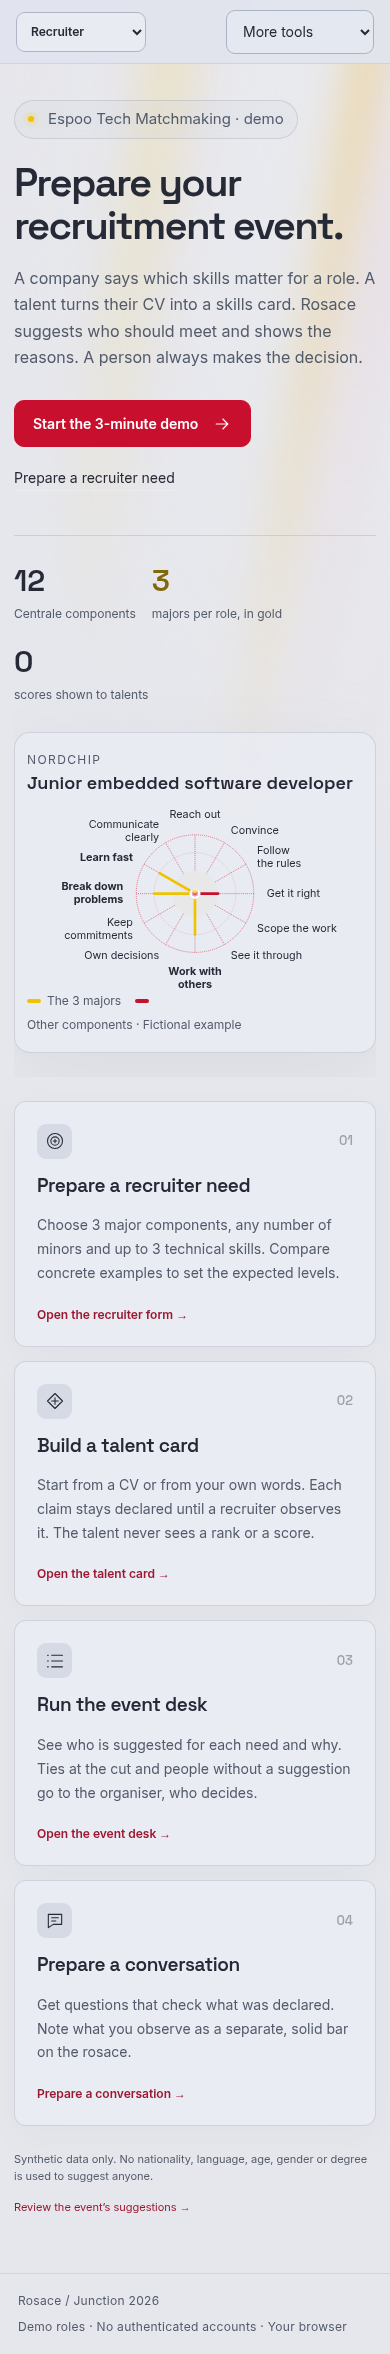 Recruiter
More tools
Espoo Tech Matchmaking · demo
Prepare your
recruitment event.
A company says which skills matter for a role. A
talent turns their CV into a skills card. Rosace
suggests who should meet and shows the
reasons. A person always makes the decision.
Start the 3-minute demo →
Prepare a recruiter need
12
Centrale components
3
majors per role, in gold
0
scores shown to talents
NORDCHIP
Junior embedded software developer
Reach out
Convince
Follow
the rules
Get it right
Scope the work
See it through
Work with
others
Own decisions
Keep
commitments
Break down
problems
Learn fast
Communicate
clearly
The 3 majors
Other components · Fictional example
01
Prepare a recruiter need
Choose 3 major components, any number of
minors and up to 3 technical skills. Compare
concrete examples to set the expected levels.
Open the recruiter form →
02
Build a talent card
Start from a CV or from your own words. Each
claim stays declared until a recruiter observes
it. The talent never sees a rank or a score.
Open the talent card →
03
Run the event desk
See who is suggested for each need and why.
Ties at the cut and people without a suggestion
go to the organiser, who decides.
Open the event desk →
04
Prepare a conversation
Get questions that check what was declared.
Note what you observe as a separate, solid bar
on the rosace.
Prepare a conversation →
Synthetic data only. No nationality, language, age, gender or degree
is used to suggest anyone.
Review the event's suggestions →
Rosace / Junction 2026
Demo roles · No authenticated accounts · Your browser